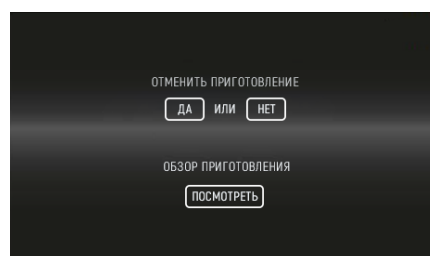 ОТМЕНИТЬ ПРИГОТОВЛЕНИЕ
ДА ИЛИ НЕТ
ОБЗОР ПРИГОТОВЛЕНИЯ
ПОСМОТРЕТЬ